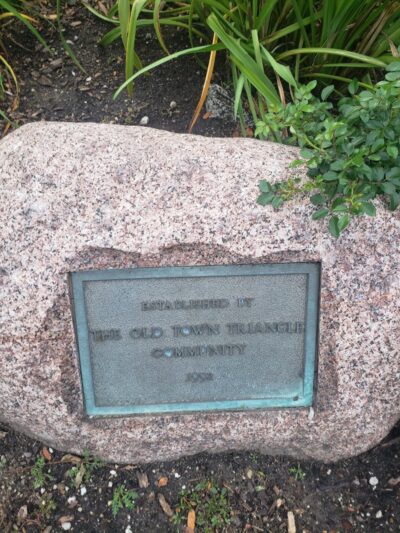 ESTABLISHED BY
THE OLD TOWN TRIANGLE
COMMUNITY